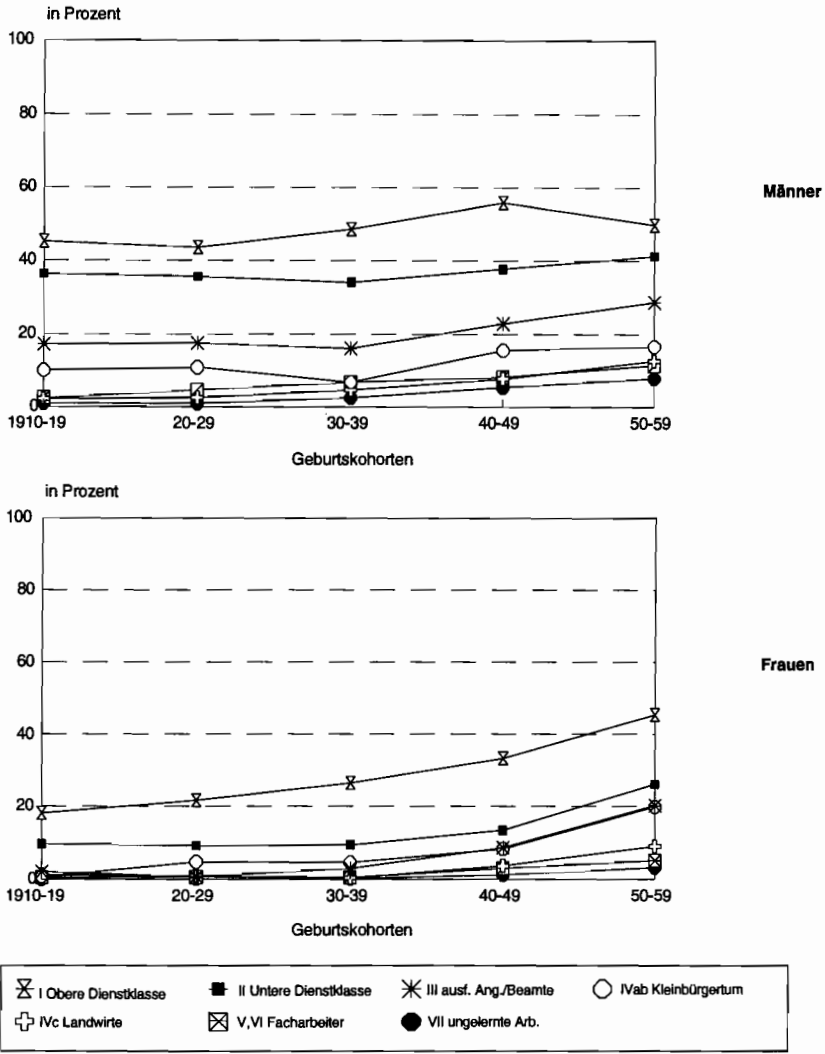 in Prozent
100
80
60
40
20
0
1910-19 20-29 30-39 40-49 50-59
Geburtskohorten
Männer
in Prozent
100
80
60
40
20
0
1910-19 20-29 30-39 40-49 50-59
Geburtskohorten
Frauen
I Obere Dienstklasse II Untere Dienstklasse III ausf. Ang./Beamte IVab Kleinbürgertum
IVc Landwirte V,VI Facharbeiter VII ungelernte Arb.